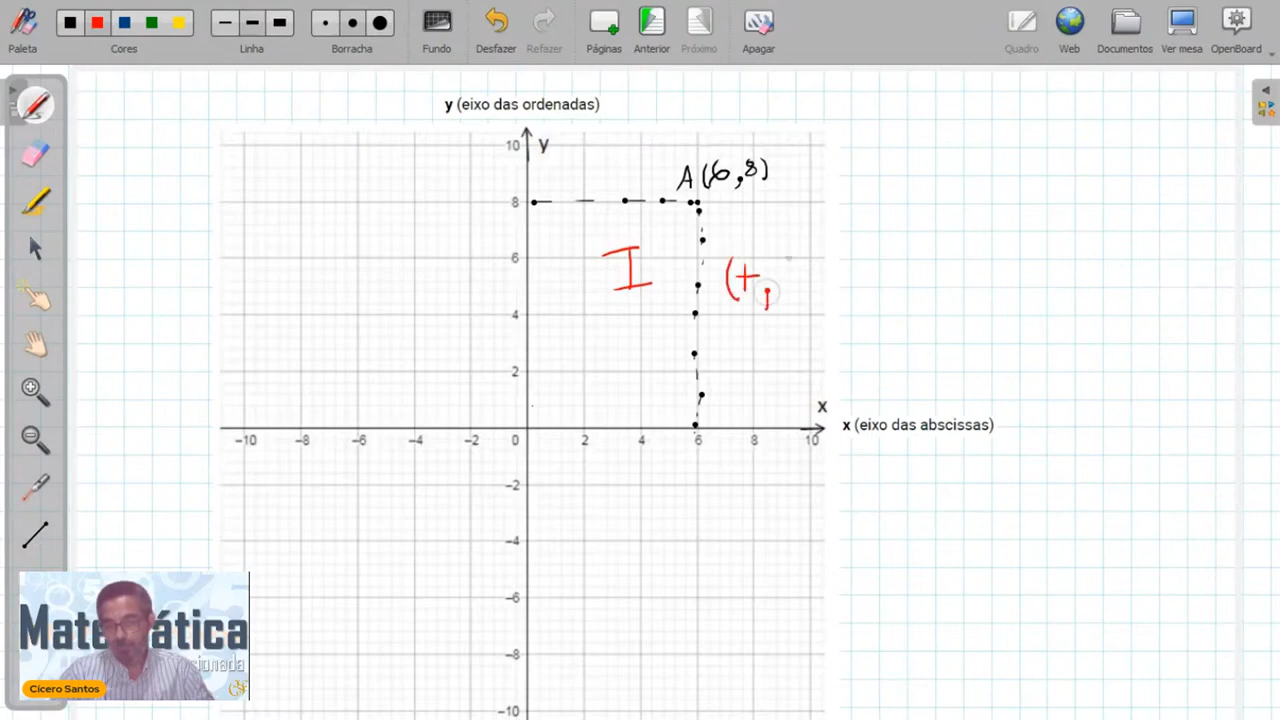 Paleta Cores Linha Borracha Fundo Desfazer Refazer Páginas Anterior Próximo Apagar Quadro Web Documentos Ver mesa OpenBoard
y (eixo das ordenadas)
10 y
A (6,8)
8
6 I (+,
4
2
x
x (eixo das abscissas)
-10 -8 -6 -4 -2 0 2 4 6 8 10
-2
-4
-6
-8
-10
Matemática
Cícero Santos